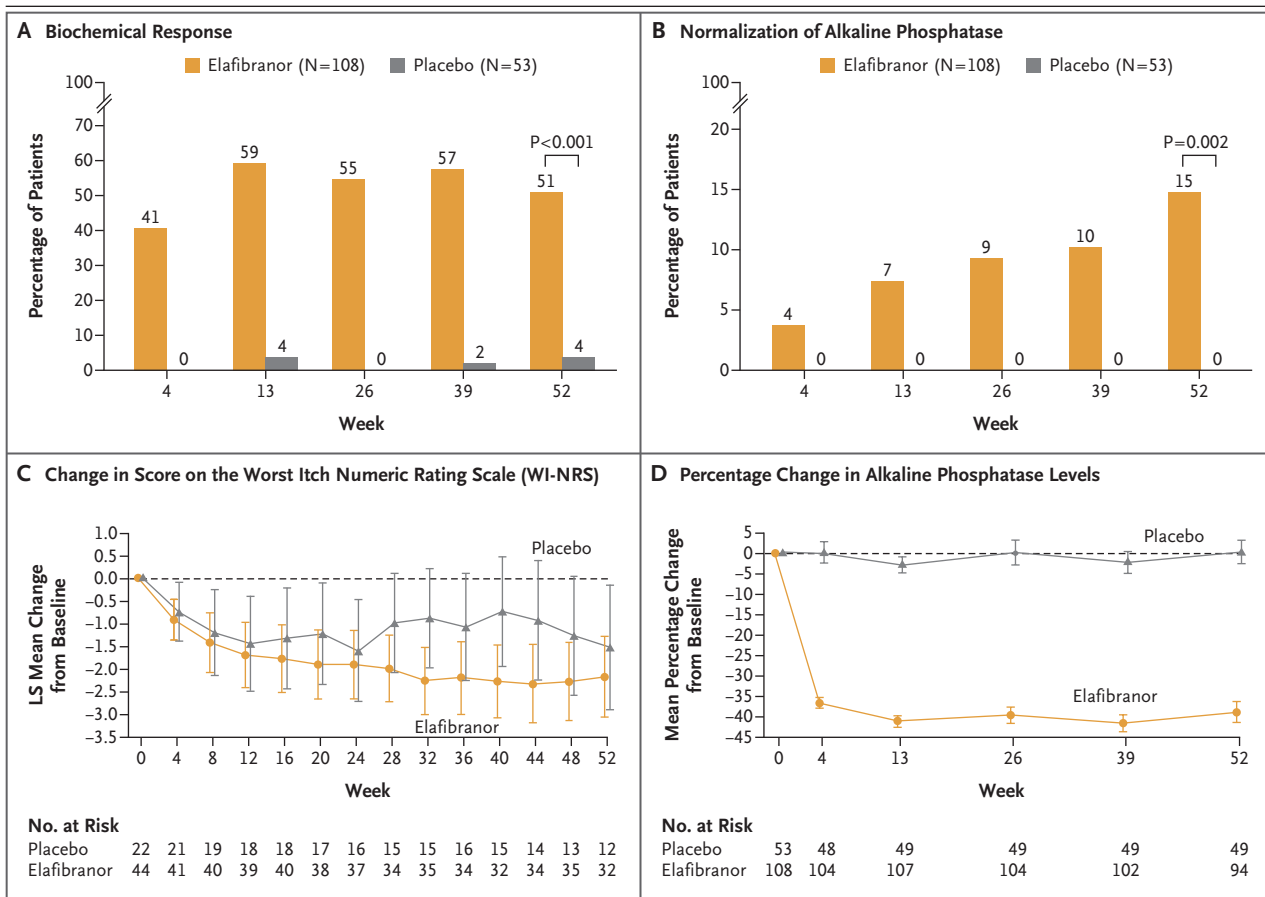 A Biochemical Response
Elafibranor (N=108) Placebo (N=53)
Percentage of Patients
100
70
60
50
40
30
20
10
0
41
0
59
4
55
0
57
2
P<0.001
51
4
4 13 26 39 52
Week
B Normalization of Alkaline Phosphatase
Elafibranor (N=108) Placebo (N=53)
Percentage of Patients
100
20
15
10
5
0
4
0
7
0
9
0
10
0
P=0.002
15
0
4 13 26 39 52
Week
C Change in Score on the Worst Itch Numeric Rating Scale (WI-NRS)
LS Mean Change
from Baseline
1.0
0.5
0.0
−0.5
−1.0
−1.5
−2.0
−2.5
−3.0
−3.5
Placebo
Elafibranor
0 4 8 12 16 20 24 28 32 36 40 44 48 52
Week
No. at Risk
Placebo 22 21 19 18 18 17 16 15 15 16 15 14 13 12
Elafibranor 44 41 40 39 40 38 37 34 35 34 32 34 35 32
D Percentage Change in Alkaline Phosphatase Levels
Mean Percentage Change
from Baseline
5
0
−5
−10
−15
−20
−25
−30
−35
−40
−45
Placebo
Elafibranor
0 4 13 26 39 52
Week
No. at Risk
Placebo 53 48 49 49 49 49
Elafibranor 108 104 107 104 102 94